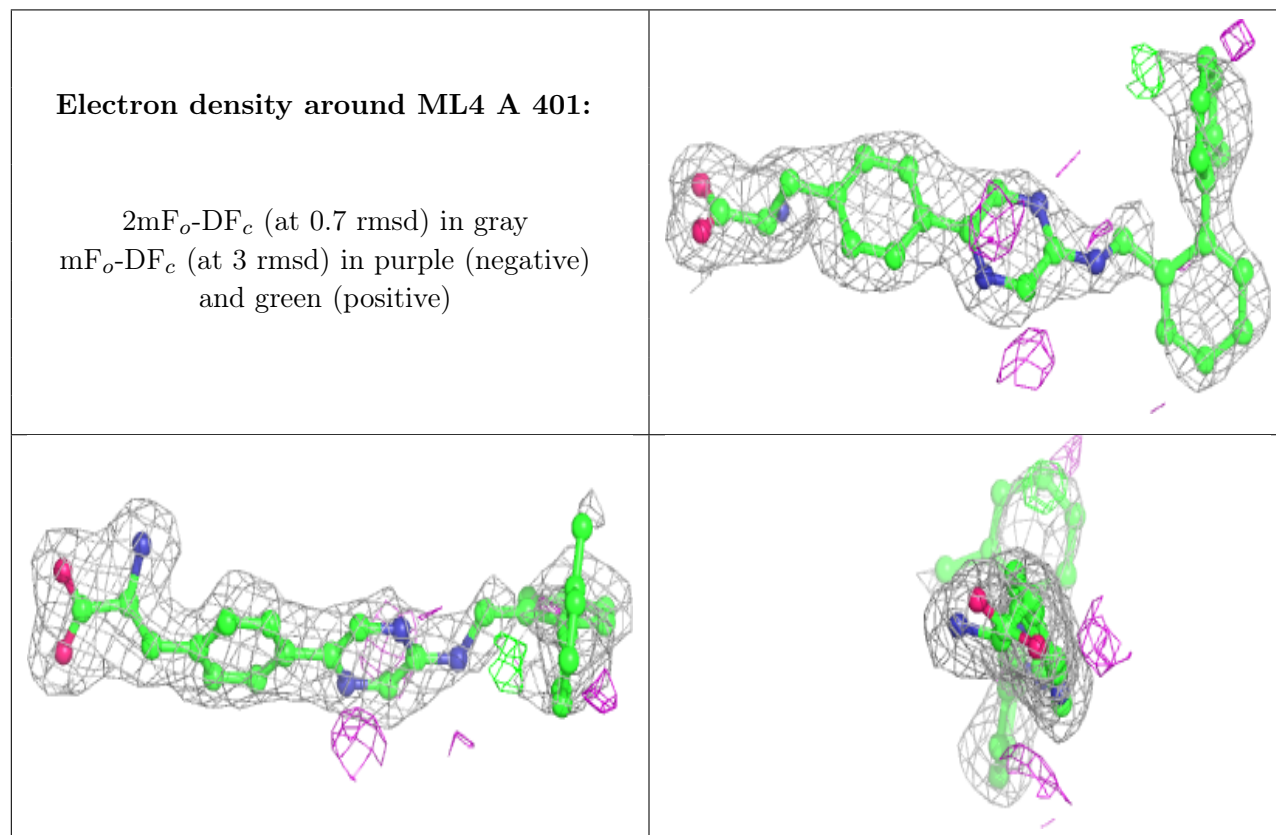 Electron density around ML4 A 401:
2mFo-DFc (at 0.7 rmsd) in gray
mFo-DFc (at 3 rmsd) in purple (negative)
and green (positive)